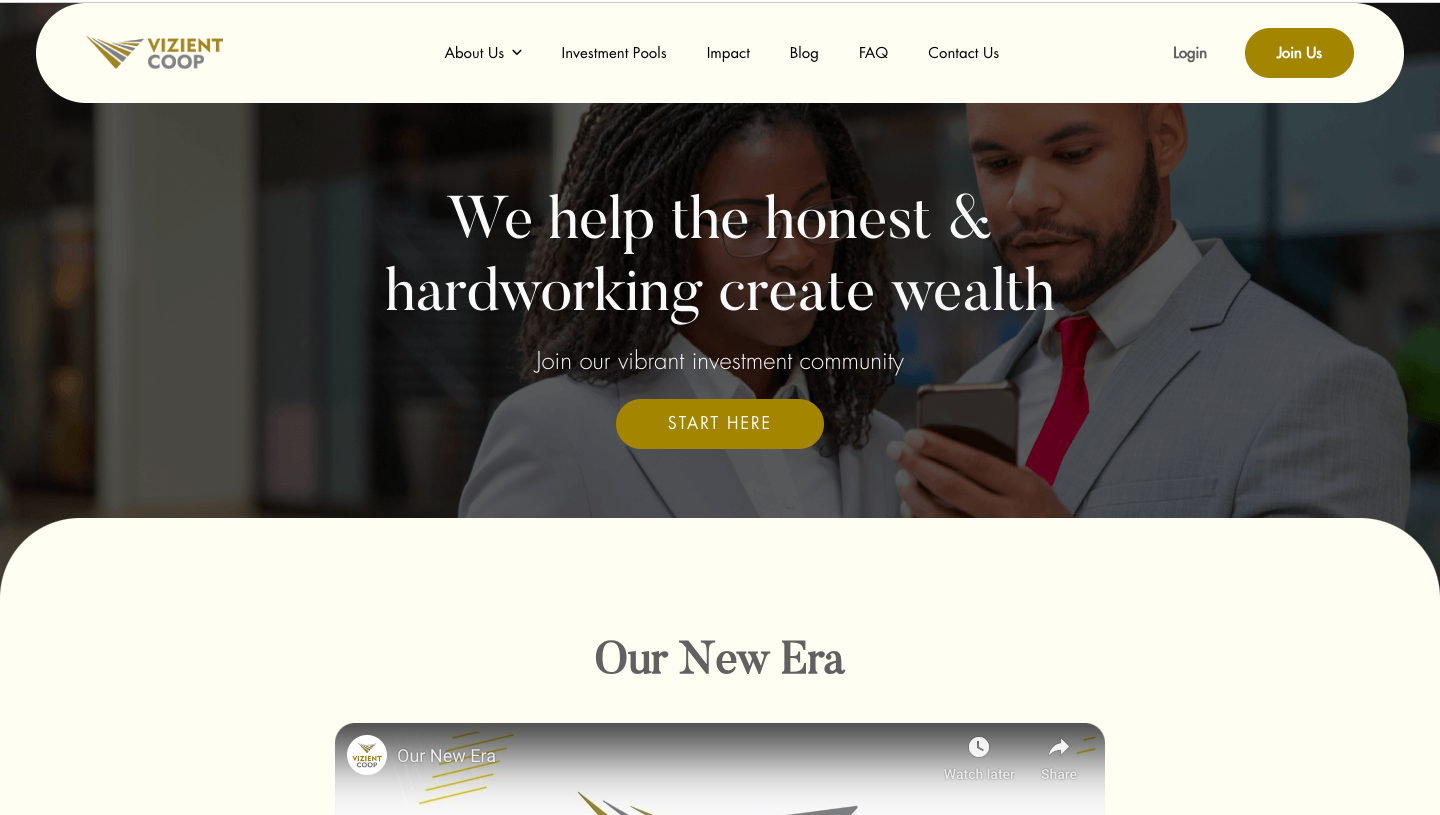 VIZIENT
COOP
About Us
Investment Pools
Impact
Blog
FAQ
Contact Us
Login
Join Us
We help the honest &
hardworking create wealth
Join our vibrant investment community
START HERE
Our New Era
VIZIENT
COOP
Our New Era
Watch later
Share